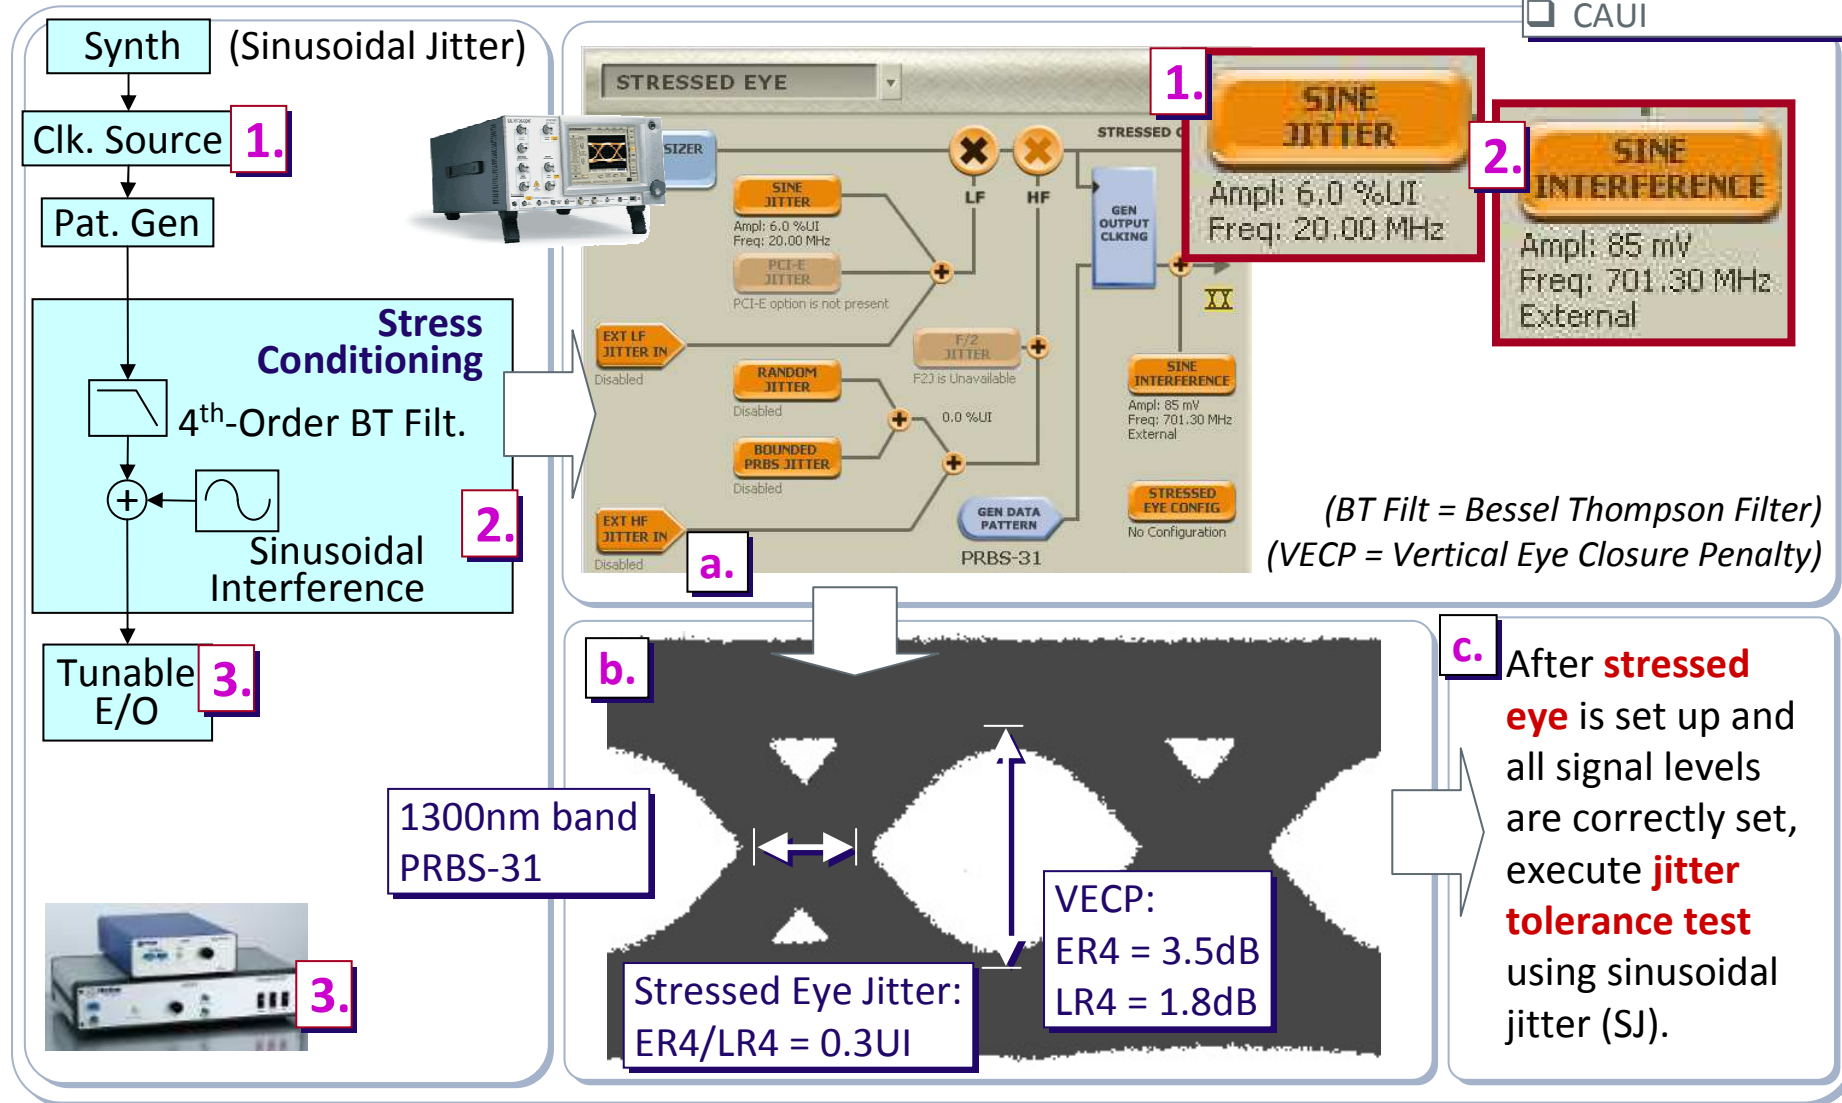 ❑ CAUI
Synth
(Sinusoidal Jitter)
Clk. Source
1.
Pat. Gen
Stress
Conditioning
4th-Order BT Filt.
+
2.
Sinusoidal
Interference
Tunable
E/O
3.
3.
STRESSED EYE
SIZER
STRESSED
LF
HF
SINE
JITTER
Ampl: 6.0 %UI
Freq: 20.00 MHz
PCI-E
JITTER
PCI-E option is not present
EXT LF
JITTER IN
Disabled
RANDOM
JITTER
Disabled
0.0 %UI
BOUNDED
PRBS JITTER
Disabled
EXT HF
JITTER IN
Disabled
F/2
JITTER
F2J is Unavailable
GEN
OUTPUT
CLKING
SINE
INTERFERENCE
Ampl: 85 mV
Freq: 701.30 MHz
External
STRESSED
EYE CONFIG
No Configuration
GEN DATA
PATTERN
PRBS-31
a.
1.
SINE
JITTER
Ampl: 6.0 %UI
Freq: 20.00 MHz
2.
SINE
INTERFERENCE
Ampl: 85 mV
Freq: 701.30 MHz
External
(BT Filt = Bessel Thompson Filter)
(VECP = Vertical Eye Closure Penalty)
b.
1300nm band
PRBS-31
VECP:
ER4 = 3.5dB
LR4 = 1.8dB
Stressed Eye Jitter:
ER4/LR4 = 0.3UI
c.
After stressed
eye is set up and
all signal levels
are correctly set,
execute jitter
tolerance test
using sinusoidal
jitter (SJ).